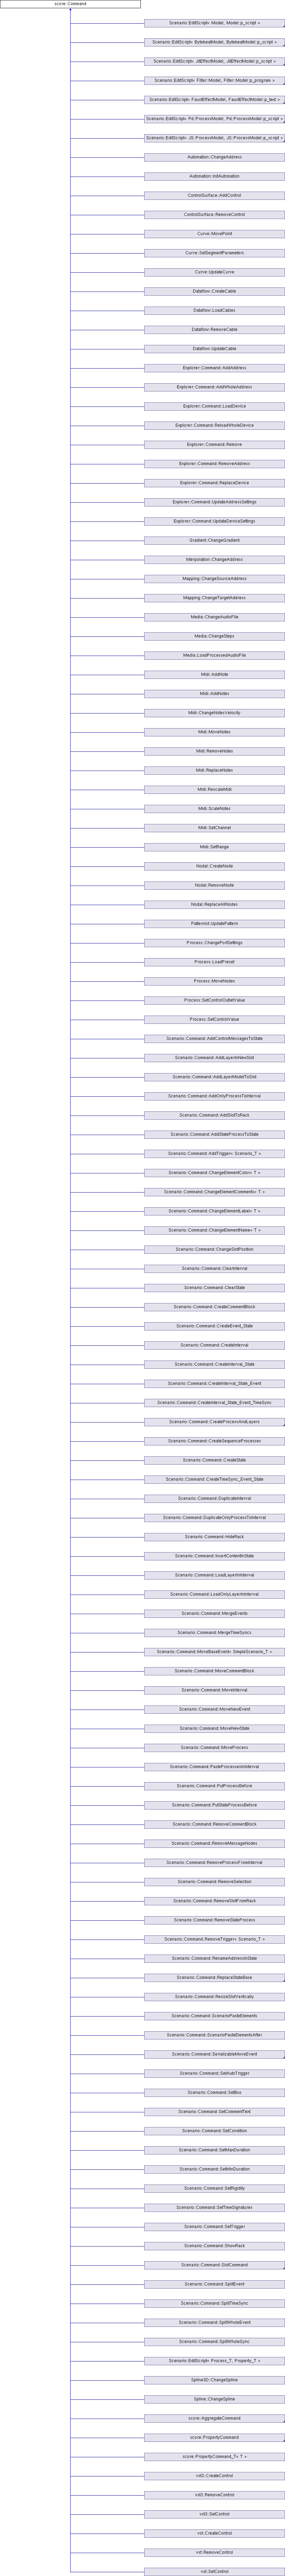 score::Command
Scenario::EditScript< Model, Model::p_script >
Scenario::EditScript< BytebeatModel, BytebeatModel::p_script >
Scenario::EditScript< JitEffectModel, JitEffectModel::p_script >
Scenario::EditScript< Filter::Model, Filter::Model::p_program >
Scenario::EditScript< FaustEffectModel, FaustEffectModel::p_text >
Scenario::EditScript< Pd::ProcessModel, Pd::ProcessModel::p_script >
Scenario::EditScript< JS::ProcessModel, JS::ProcessModel::p_script >
Automation::ChangeAddress
Automation::InitAutomation
ControlSurface::AddControl
ControlSurface::RemoveControl
Curve::MovePoint
Curve::SetSegmentParameters
Curve::UpdateCurve
Dataflow::CreateCable
Dataflow::LoadCables
Dataflow::RemoveCable
Dataflow::UpdateCable
Explorer::Command::AddAddress
Explorer::Command::AddWholeAddress
Explorer::Command::LoadDevice
Explorer::Command::ReloadWholeDevice
Explorer::Command::Remove
Explorer::Command::RemoveAddress
Explorer::Command::ReplaceDevice
Explorer::Command::UpdateAddressSettings
Explorer::Command::UpdateDeviceSettings
Gradient::ChangeGradient
Interpolation::ChangeAddress
Mapping::ChangeSourceAddress
Mapping::ChangeTargetAddress
Media::ChangeAudioFile
Media::ChangeSteps
Media::LoadProcessedAudioFile
Midi::AddNote
Midi::AddNotes
Midi::ChangeNotesVelocity
Midi::MoveNotes
Midi::RemoveNotes
Midi::ReplaceNotes
Midi::RescaleMidi
Midi::ScaleNotes
Midi::SetChannel
Midi::SetRange
Nodal::CreateNode
Nodal::RemoveNode
Nodal::ReplaceAllNodes
Patternist::UpdatePattern
Process::ChangePortSettings
Process::LoadPreset
Process::MoveNodes
Process::SetControlOutletValue
Process::SetControlValue
Scenario::Command::AddControlMessagesToState
Scenario::Command::AddLayerInNewSlot
Scenario::Command::AddLayerModelToSlot
Scenario::Command::AddOnlyProcessToInterval
Scenario::Command::AddSlotToRack
Scenario::Command::AddStateProcessToState
Scenario::Command::AddTrigger< Scenario_T >
Scenario::Command::ChangeElementColor< T >
Scenario::Command::ChangeElementComments< T >
Scenario::Command::ChangeElementLabel< T >
Scenario::Command::ChangeElementName< T >
Scenario::Command::ChangeSlotPosition
Scenario::Command::ClearInterval
Scenario::Command::ClearState
Scenario::Command::CreateCommentBlock
Scenario::Command::CreateEvent_State
Scenario::Command::CreateInterval
Scenario::Command::CreateInterval_State
Scenario::Command::CreateInterval_State_Event
Scenario::Command::CreateInterval_State_Event_TimeSync
Scenario::Command::CreateProcessAndLayers
Scenario::Command::CreateSequenceProcesses
Scenario::Command::CreateState
Scenario::Command::CreateTimeSync_Event_State
Scenario::Command::DuplicateInterval
Scenario::Command::DuplicateOnlyProcessToInterval
Scenario::Command::HideRack
Scenario::Command::InsertContentInState
Scenario::Command::LoadLayerInInterval
Scenario::Command::LoadOnlyLayerInInterval
Scenario::Command::MergeEvents
Scenario::Command::MergeTimeSyncs
Scenario::Command::MoveBaseEvent< SimpleScenario_T >
Scenario::Command::MoveCommentBlock
Scenario::Command::MoveInterval
Scenario::Command::MoveNewEvent
Scenario::Command::MoveNewState
Scenario::Command::MoveProcess
Scenario::Command::PasteProcessesInInterval
Scenario::Command::PutProcessBefore
Scenario::Command::PutStateProcessBefore
Scenario::Command::RemoveCommentBlock
Scenario::Command::RemoveMessageNodes
Scenario::Command::RemoveProcessFromInterval
Scenario::Command::RemoveSelection
Scenario::Command::RemoveSlotFromRack
Scenario::Command::RemoveStateProcess
Scenario::Command::RemoveTrigger< Scenario_T >
Scenario::Command::RenameAddressInState
Scenario::Command::ReplaceStateBase
Scenario::Command::ResizeSlotVertically
Scenario::Command::ScenarioPasteElements
Scenario::Command::ScenarioPasteElementsAfter
Scenario::Command::SerializableMoveEvent
Scenario::Command::SetAutoTrigger
Scenario::Command::SetBus
Scenario::Command::SetCommentText
Scenario::Command::SetCondition
Scenario::Command::SetMaxDuration
Scenario::Command::SetMinDuration
Scenario::Command::SetRigidity
Scenario::Command::SetTimeSignatures
Scenario::Command::SetTrigger
Scenario::Command::ShowRack
Scenario::Command::SlotCommand
Scenario::Command::SplitEvent
Scenario::Command::SplitTimeSync
Scenario::Command::SplitWholeEvent
Scenario::Command::SplitWholeSync
Scenario::EditScript< Process_T, Property_T >
Spline3D::ChangeSpline
Spline::ChangeSpline
score::AggregateCommand
score::PropertyCommand
score::PropertyCommand_T< T >
vst3::CreateControl
vst3::RemoveControl
vst3::SetControl
vst::CreateControl
vst::RemoveControl
vst::SetControl